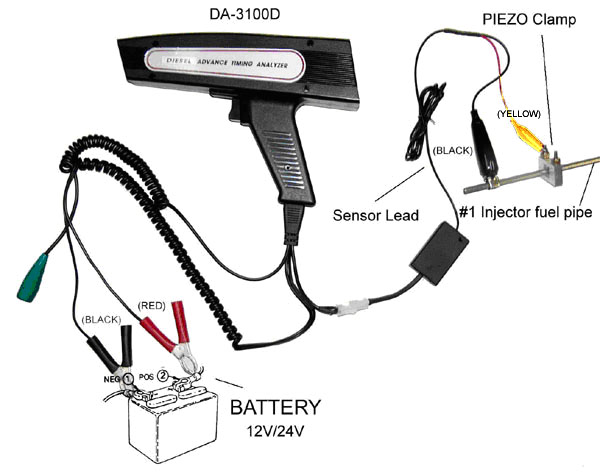 DA-3100D
PIEZO Clamp
DIESEL ADVANCE TIMING ANALYZER
(YELLOW)
(BLACK)
Sensor Lead
#1 Injector fuel pipe
(RED)
(BLACK)
NEG 1 POS 2
BATTERY
12V/24V